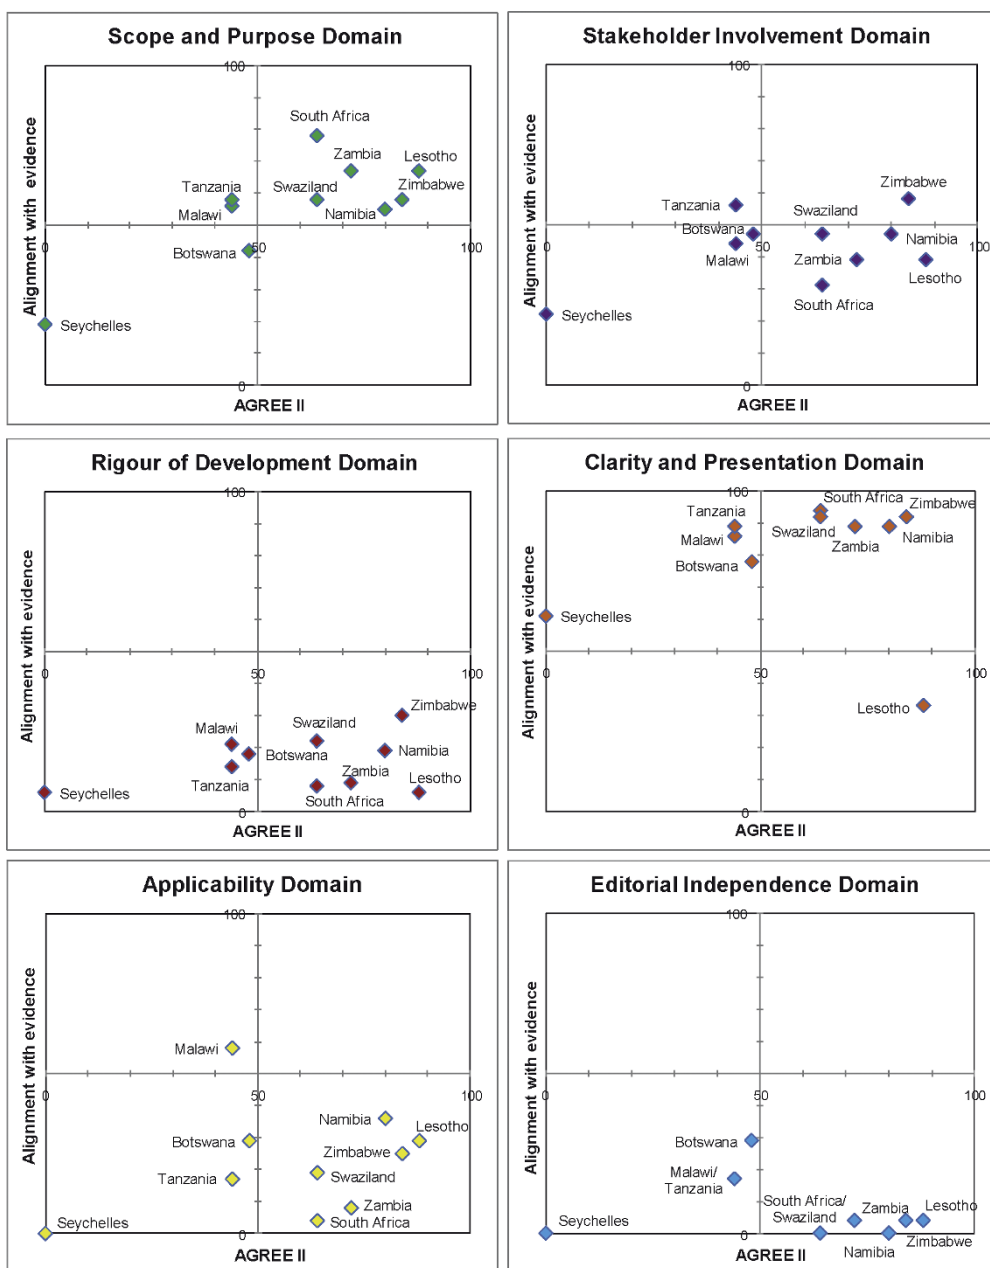 Scope and Purpose Domain
100
Alignment with evidence
South Africa
Zambia
Lesotho
Tanzania
Swaziland
Zimbabwe
Malawi
Namibia
0
Botswana
50
100
Seychelles
0
AGREE II
Stakeholder Involvement Domain
100
Alignment with evidence
Zimbabwe
Tanzania
Swaziland
Botswana
Namibia
0
50
100
Malawi
Zambia
Lesotho
South Africa
Seychelles
0
AGREE II
Rigour of Development Domain
100
Alignment with evidence
0
50
100
Zimbabwe
Malawi
Swaziland
Botswana
Namibia
Zambia
Lesotho
Tanzania
Seychelles
South Africa
0
AGREE II
Clarity and Presentation Domain
100
Alignment with evidence
South Africa
Zimbabwe
Tanzania
Swaziland
Malawi
Zambia
Namibia
Botswana
Seychelles
0
50
100
Lesotho
0
AGREE II
Applicability Domain
100
Alignment with evidence
Malawi
0
50
100
Namibia
Lesotho
Botswana
Zimbabwe
Tanzania
Swaziland
Zambia
Seychelles
South Africa
0
AGREE II
Editorial Independence Domain
100
Alignment with evidence
0
50
100
Botswana
Malawi/
Tanzania
South Africa/
Swaziland
Zambia
Lesotho
Seychelles
0
Zimbabwe
Namibia
AGREE II